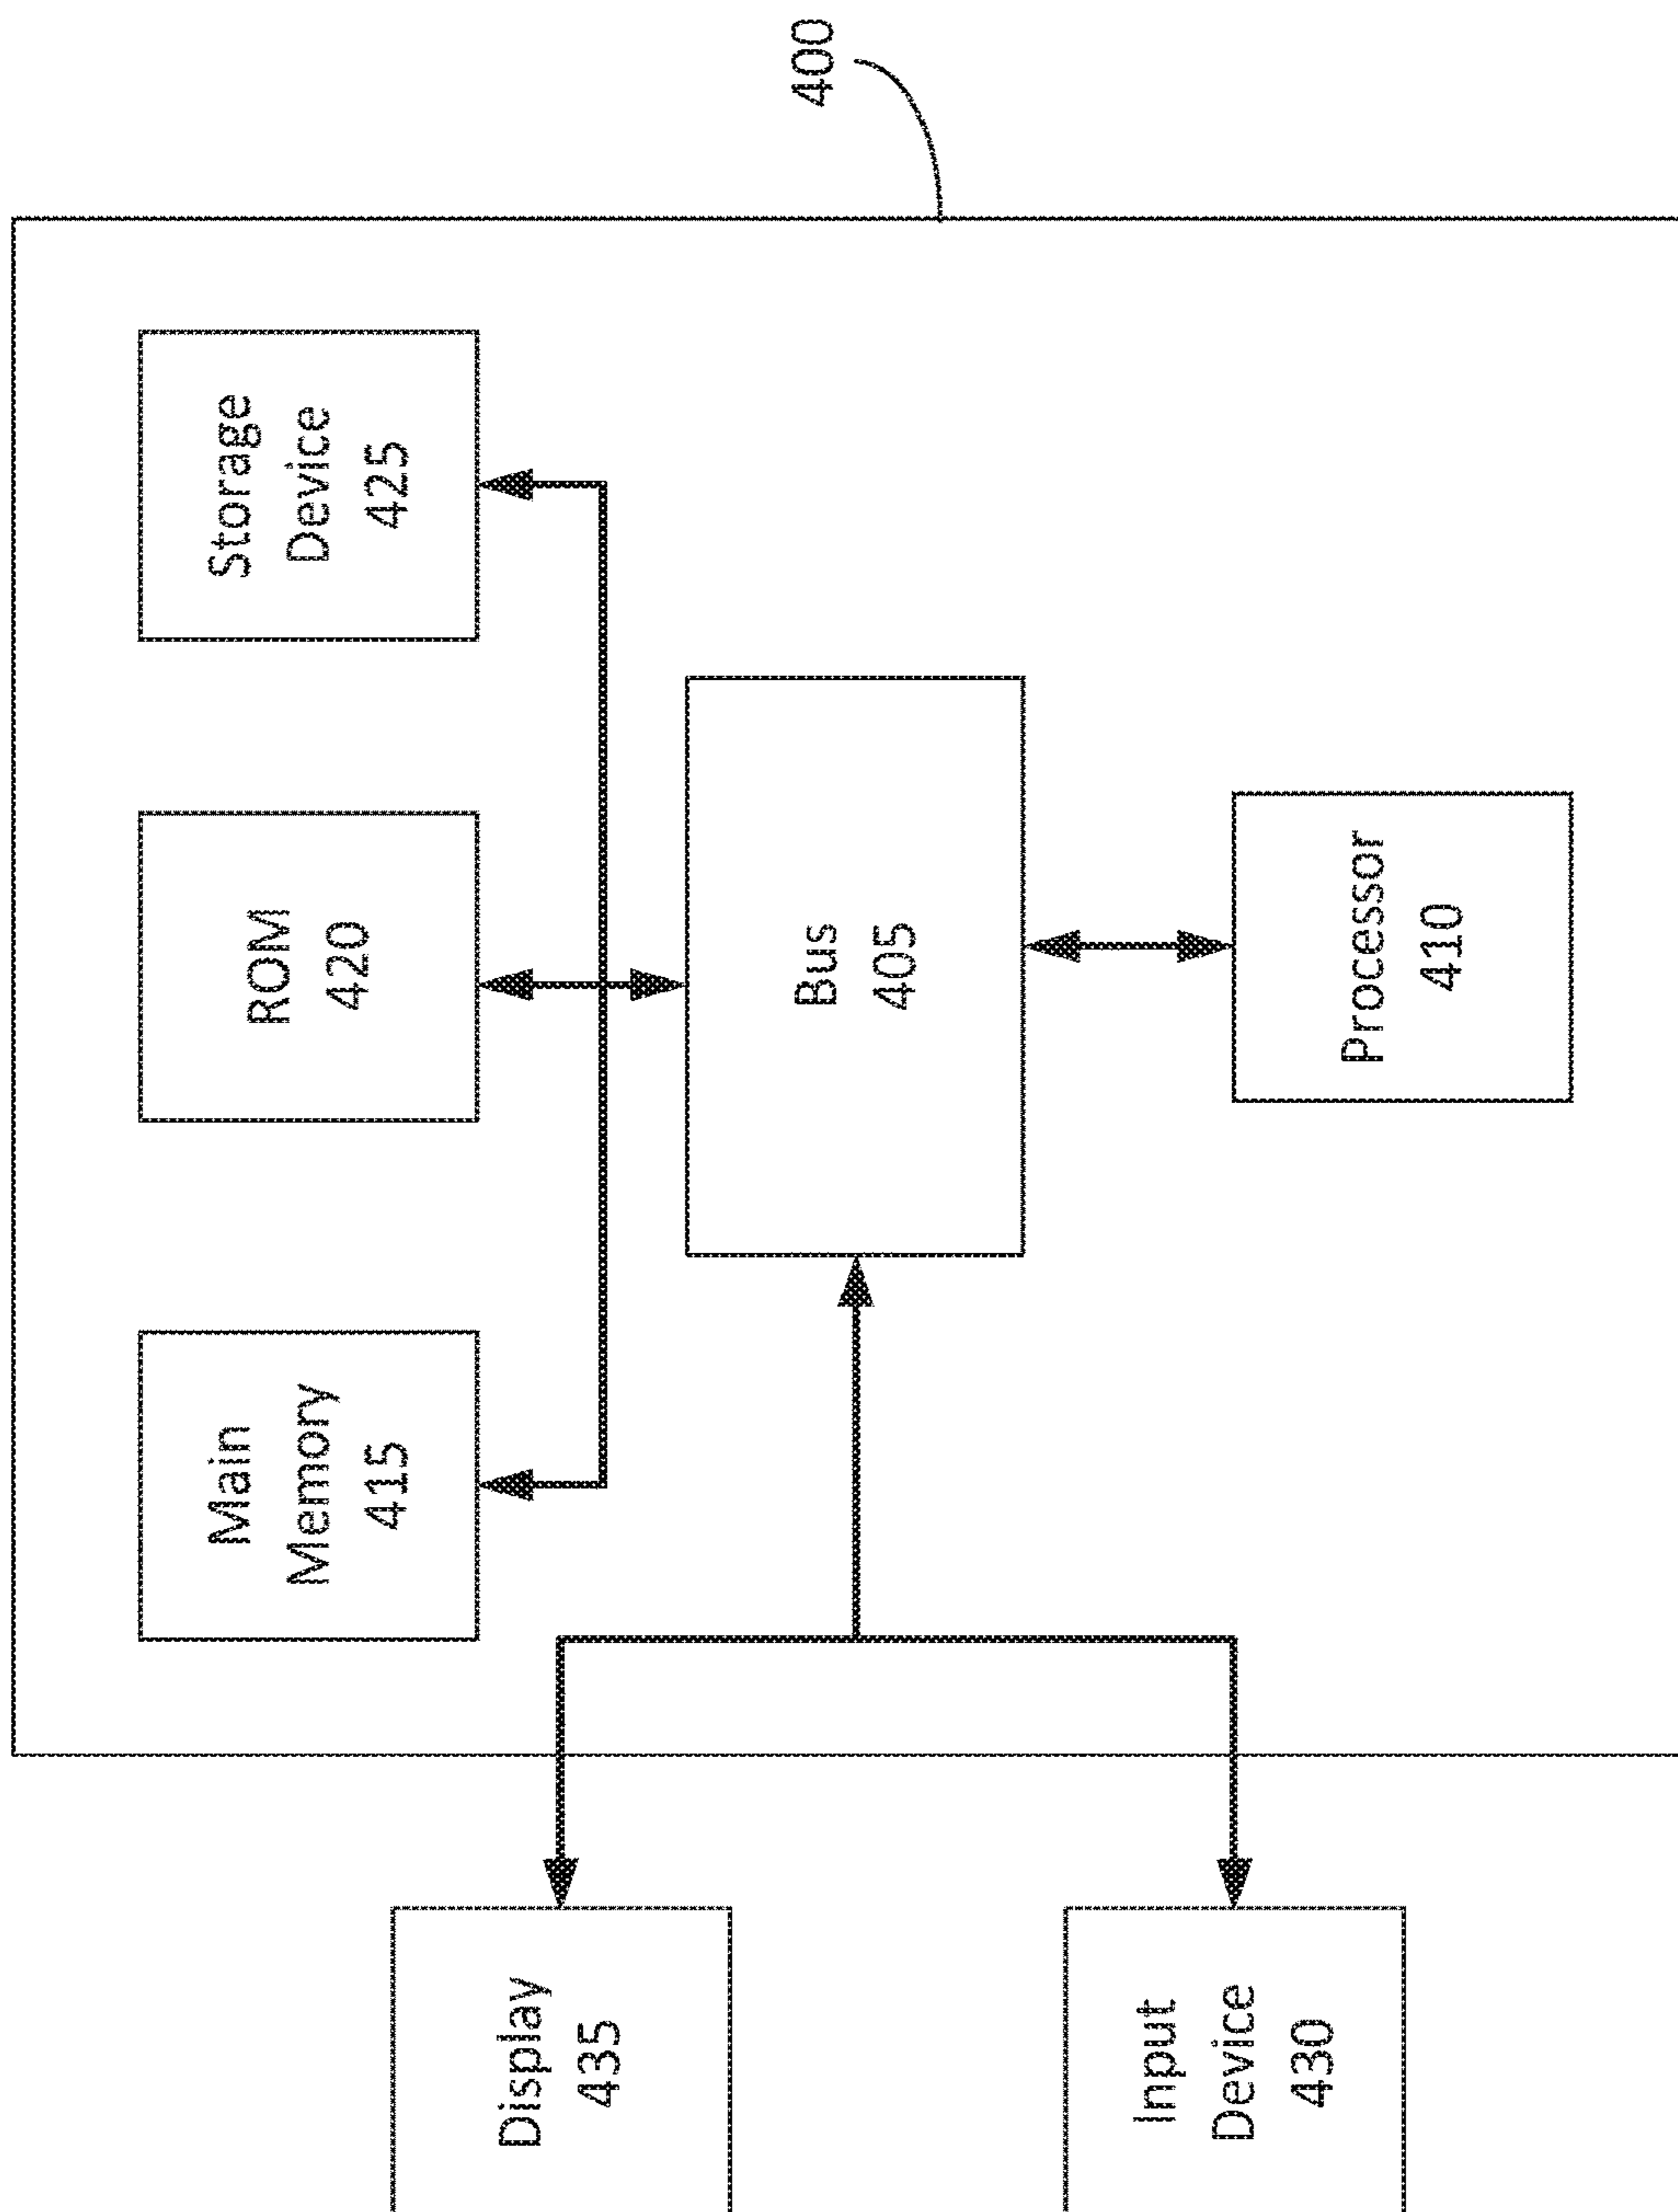 400
Main
Memory
415
ROM
420
Storage
Device
425
Display
435
Bus
405
Input
Device
430
Processor
410